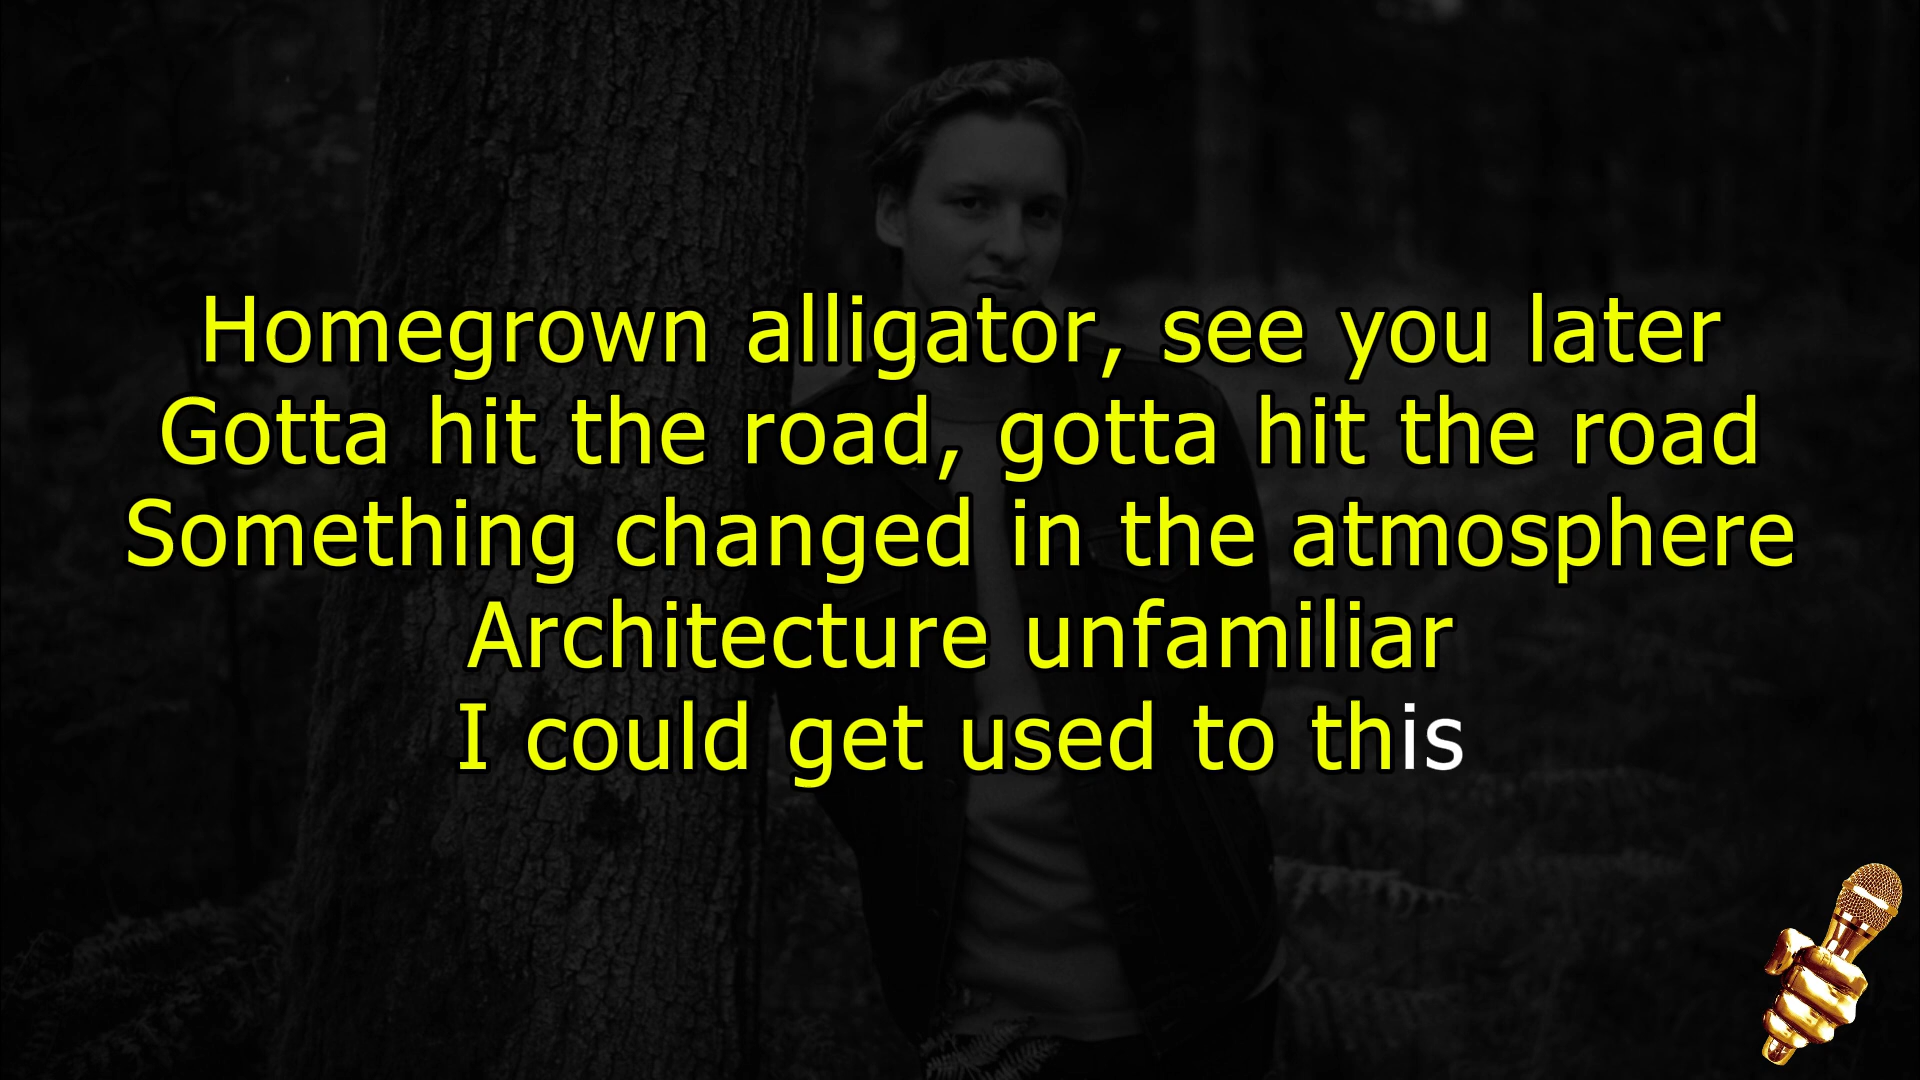 Homegrown alligator, see you later
Gotta hit the road, gotta hit the road
Something changed in the atmosphere
Architecture unfamiliar
I could get used to this